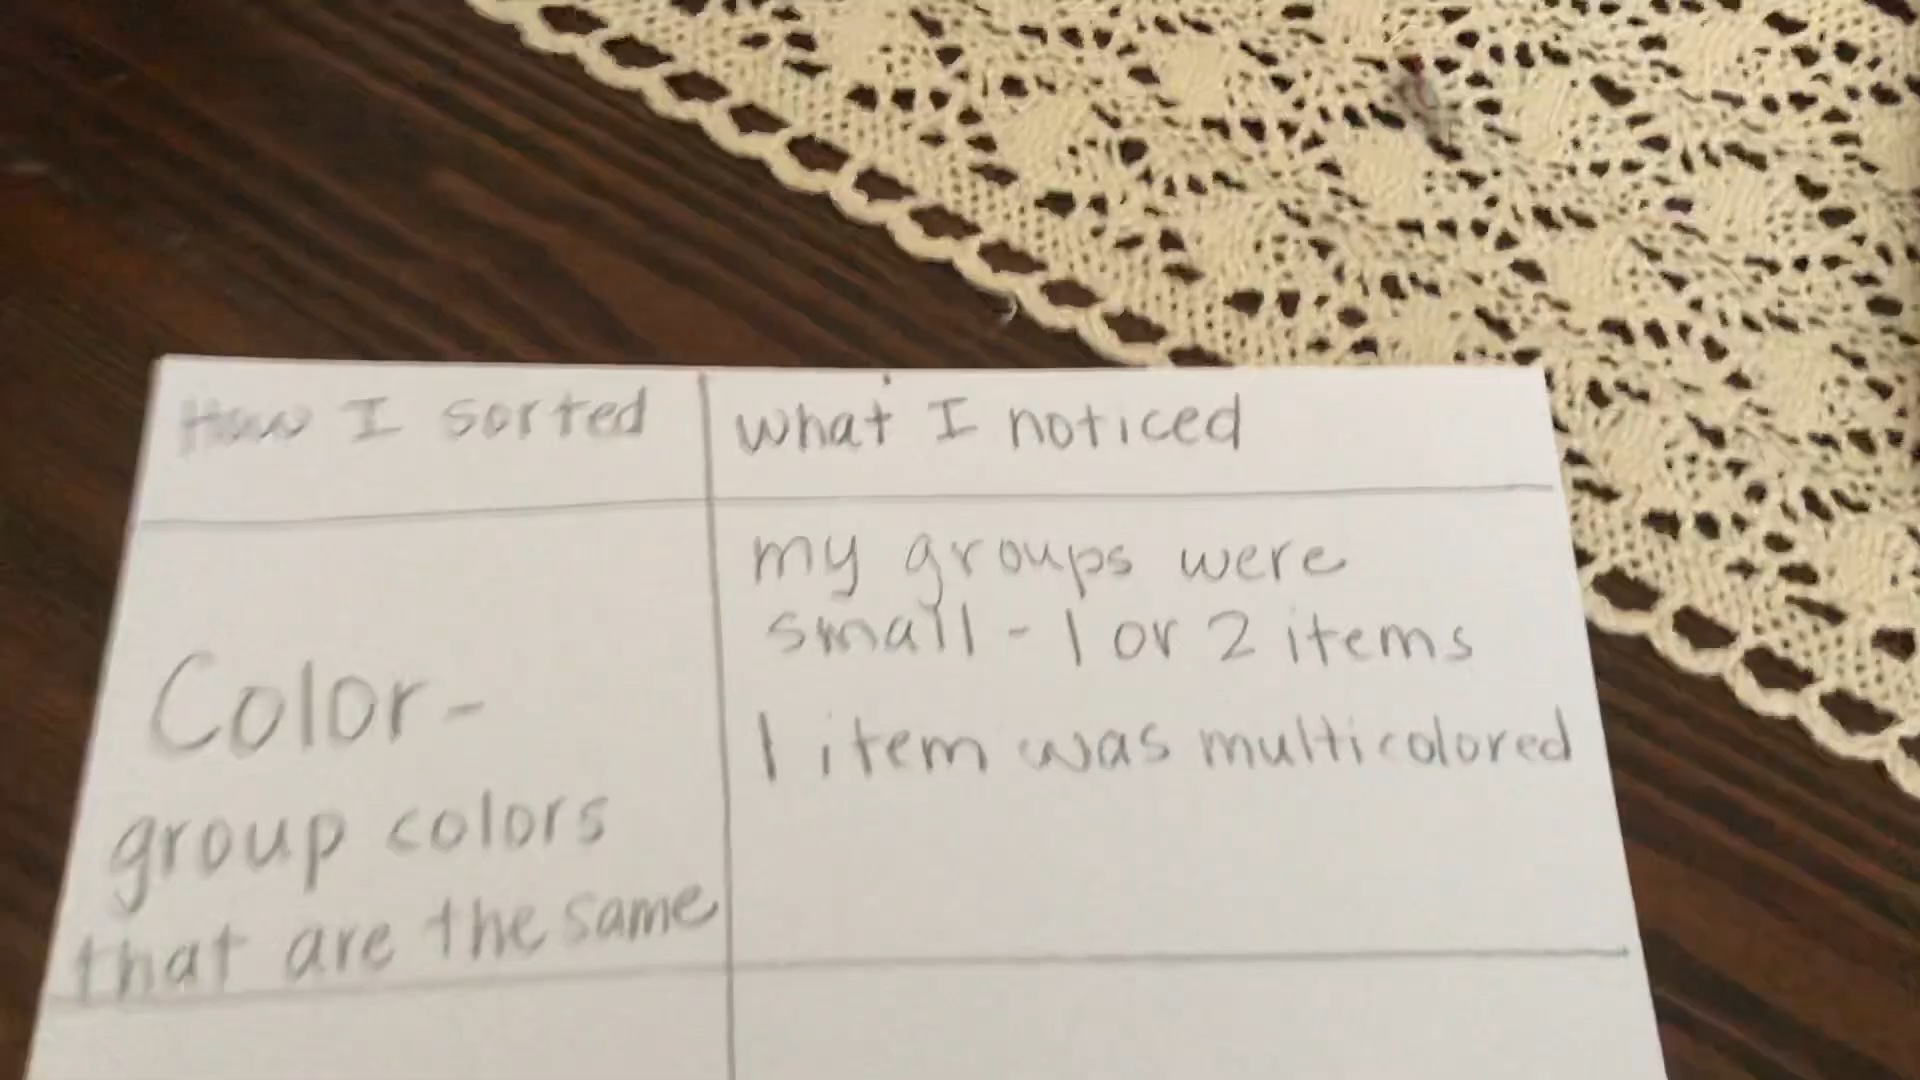 How I sorted
what I noticed
Color-
group colors
that are the same
my groups were
small - 1 or 2 items
1 item was multicolored